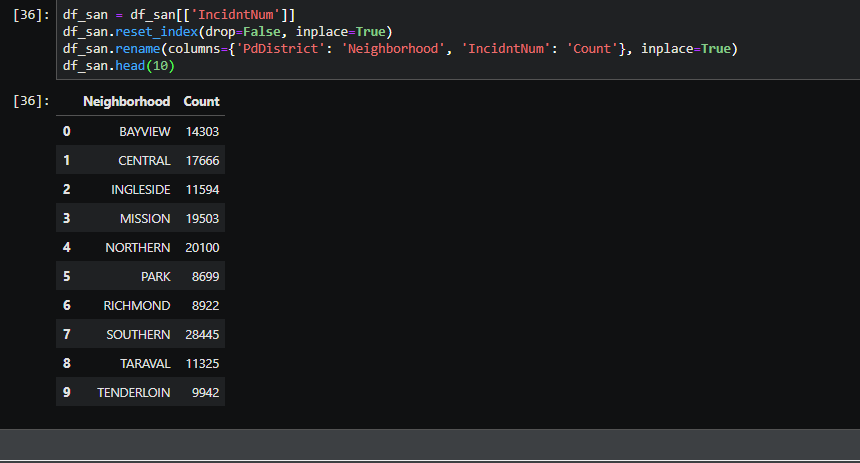 [36]: df_san = df_san[['IncidntNum']]
df_san.reset_index(drop=False, inplace=True)
df_san.rename(columns={'PdDistrict': 'Neighborhood', 'IncidntNum': 'Count'}, inplace=True)
df_san.head(10)
[36]: Neighborhood Count
0 BAYVIEW 14303
1 CENTRAL 17666
2 INGLESIDE 11594
3 MISSION 19503
4 NORTHERN 20100
5 PARK 8699
6 RICHMOND 8922
7 SOUTHERN 28445
8 TARAVAL 11325
9 TENDERLOIN 9942